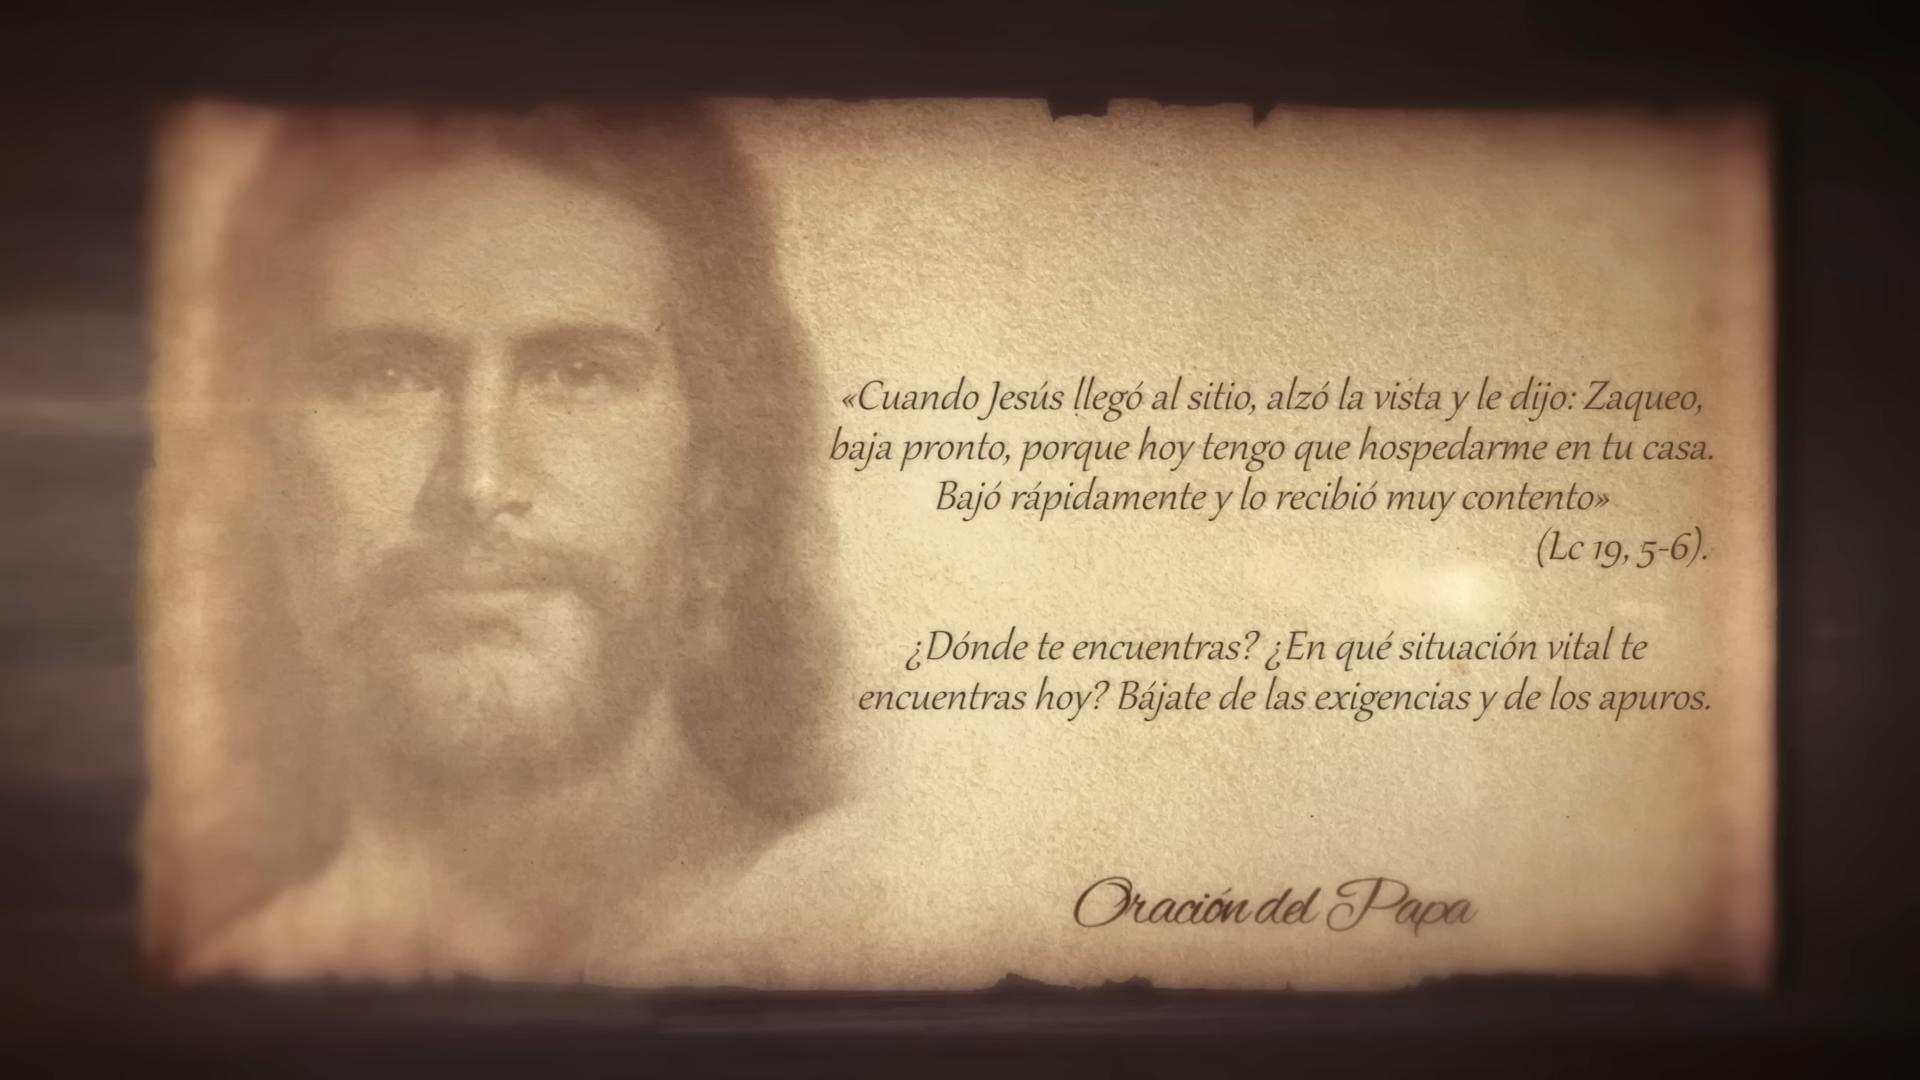 «Cuando Jesús llegó al sitio, alzó la vista y le dijo: Zaqueo,
baja pronto, porque hoy tengo que hospedarme en tu casa.
Bajó rápidamente y lo recibió muy contento»
(Lc 19, 5-6).
¿Dónde te encuentras? ¿En qué situación vital te
encuentras hoy? Bájate de las exigencias y de los apuros.
Oración del Papa